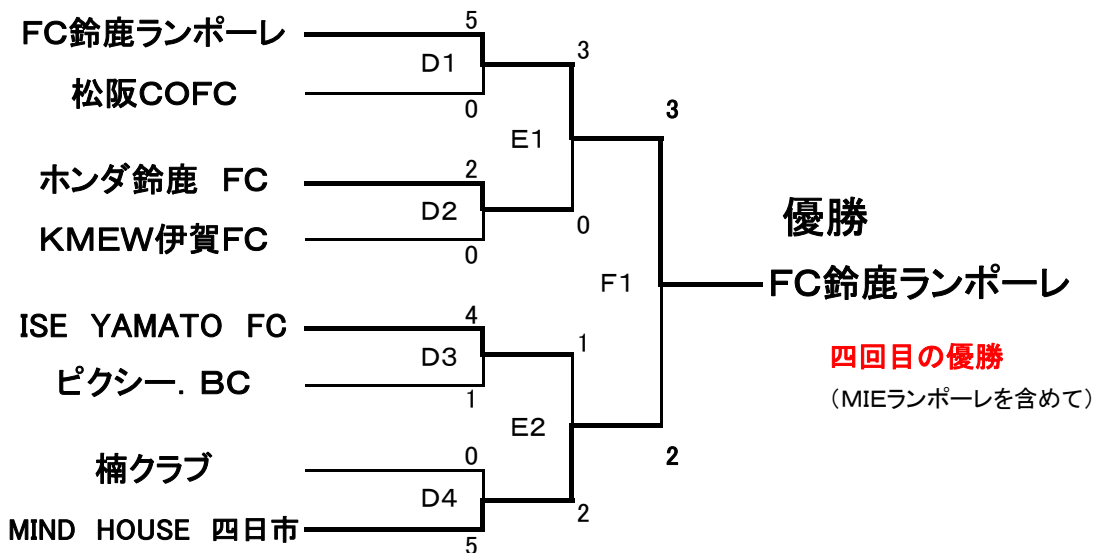 FC鈴鹿ランポーレ
5
D1
3
松阪COFC
0
3
E1
ホンダ鈴鹿 FC
2
D2
0
KMEW伊賀FC
0
優勝
F1
FC鈴鹿ランポーレ
ISE YAMATO FC
4
D3
1
四回目の優勝
ピクシー. BC
1
(MIEランポーレを含めて)
E2
楠クラブ
0
2
D4
2
MIND HOUSE 四日市
5